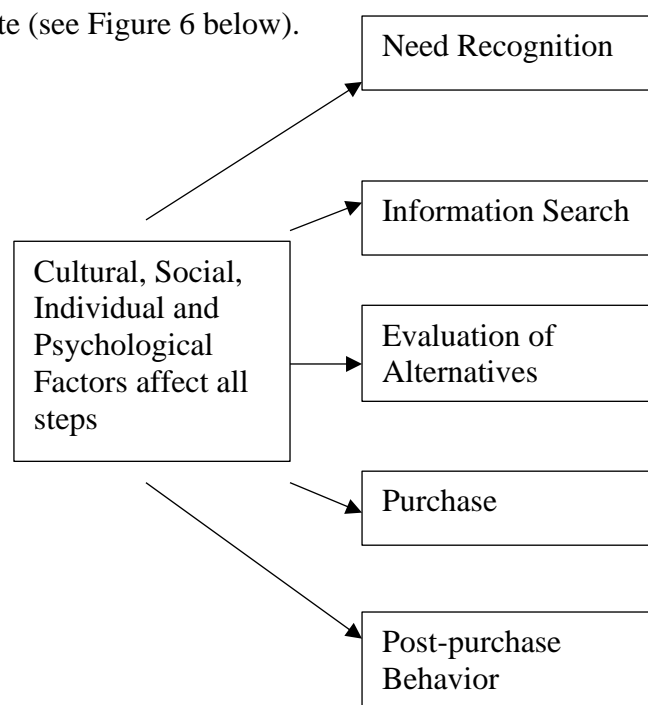 te (see Figure 6 below).
Need Recognition
Information Search
Cultural, Social,
Individual and
Psychological
Factors affect all
steps
Evaluation of
Alternatives
Purchase
Post-purchase
Behavior